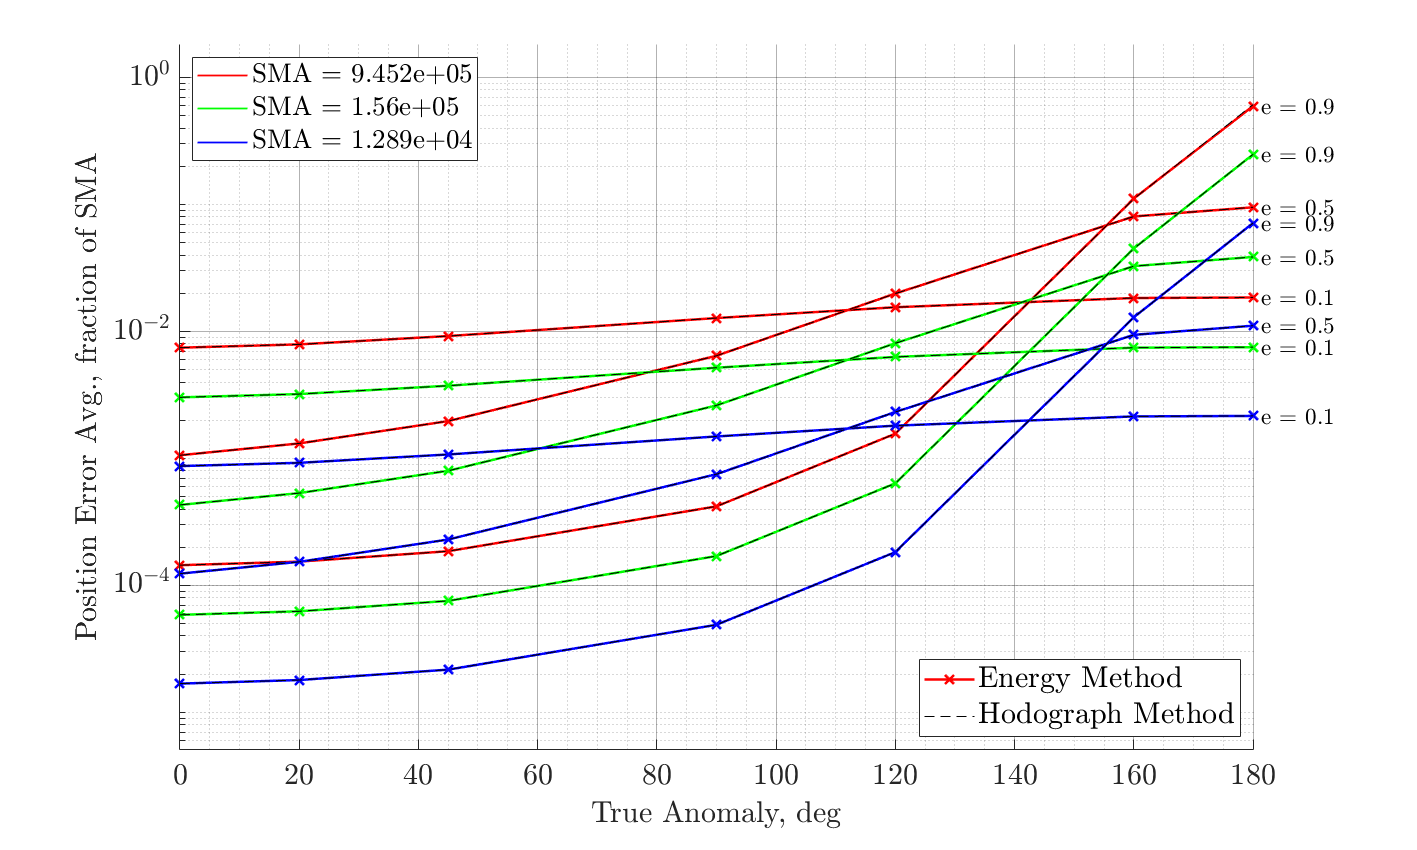 SMA = 9.452e+05
SMA = 1.56e+05
SMA = 1.289e+04
10^0
10^-2
10^-4
Position Error Avg., fraction of SMA
e = 0.9
e = 0.9
e = 0.5
e = 0.9
e = 0.5
e = 0.1
e = 0.5
e = 0.1
e = 0.1
Energy Method
Hodograph Method
0 20 40 60 80 100 120 140 160 180
True Anomaly, deg